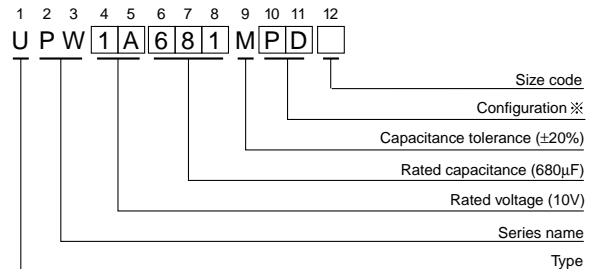 1 2 3 4 5 6 7 8 9 10 11 12
U P W 1 A 6 8 1 M P D
Size code
Configuration ※
Capacitance tolerance (±20%)
Rated capacitance (680μF)
Rated voltage (10V)
Series name
Type